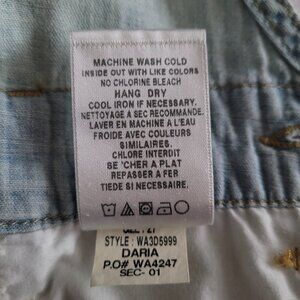 MACHINE WASH COLD
INSIDE OUT WITH LIKE COLORS
NO CHLORINE BLEACH
HANG DRY
COOL IRON IF NECESSARY.
NETTOYAGE A SEC RECOMMANDE.
LAVER EN MACHINE A L'EAU
FROIDE AVEC COULEURS
SIMILAIRES.
CHLORE INTERDIT
SE 'CHER A PLAT
REPASSER A FER
TIEDE SI NECESSAIRE.
SIZE : 27
STYLE : WA3D5999
DARIA
P.O# WA4247
SEC- 01